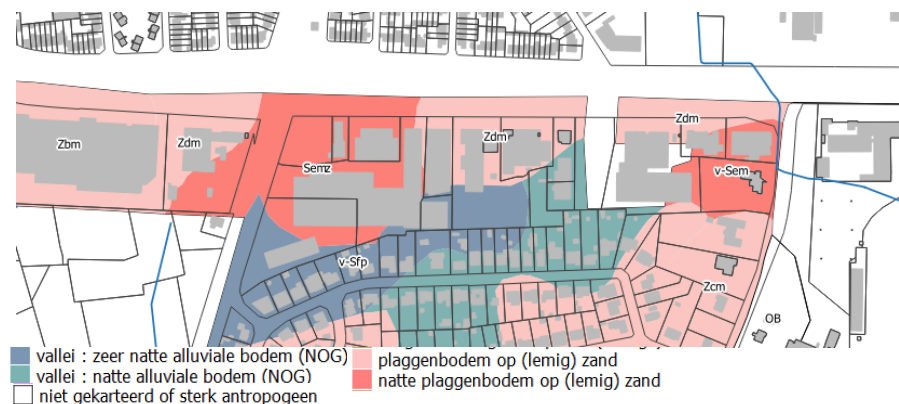 Zbm
Zdm
Semz
Zdm
Zdm
v-Sem
v-Sfp
Zcm
OB
vallei : zeer natte alluviale bodem (NOG)
vallei : natte alluviale bodem (NOG)
niet gekarteerd of sterk antropogeen
plaggenbodem op (lemig) zand
natte plaggenbodem op (lemig) zand